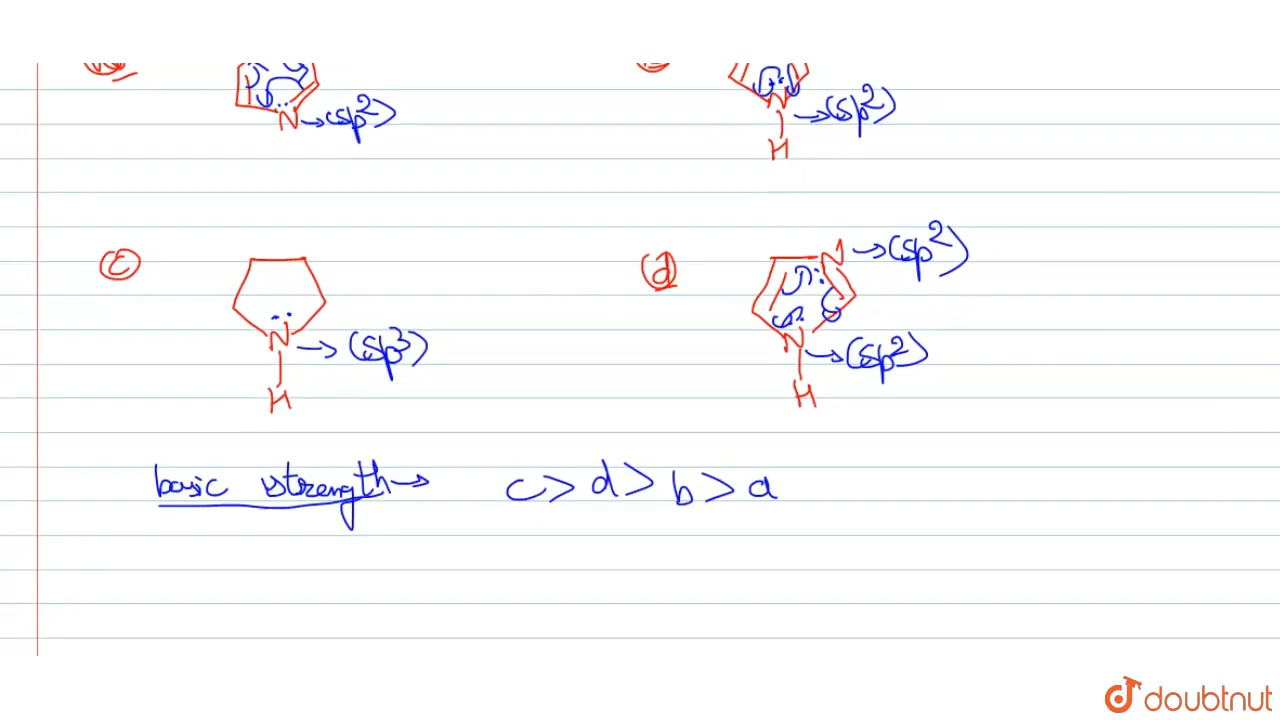 N →(sp²)
N →(sp²)
H
(c)
N →(sp³)
H
(d)
N →(sp²)
N →(sp²)
H
basic strength → c > d > b > a
doubtnut